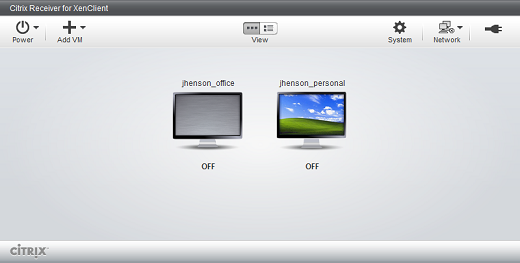 Citrix Receiver for XenClient
Power Add VM View System Network
jhenson_office jhenson_personal
OFF OFF
CITRIX